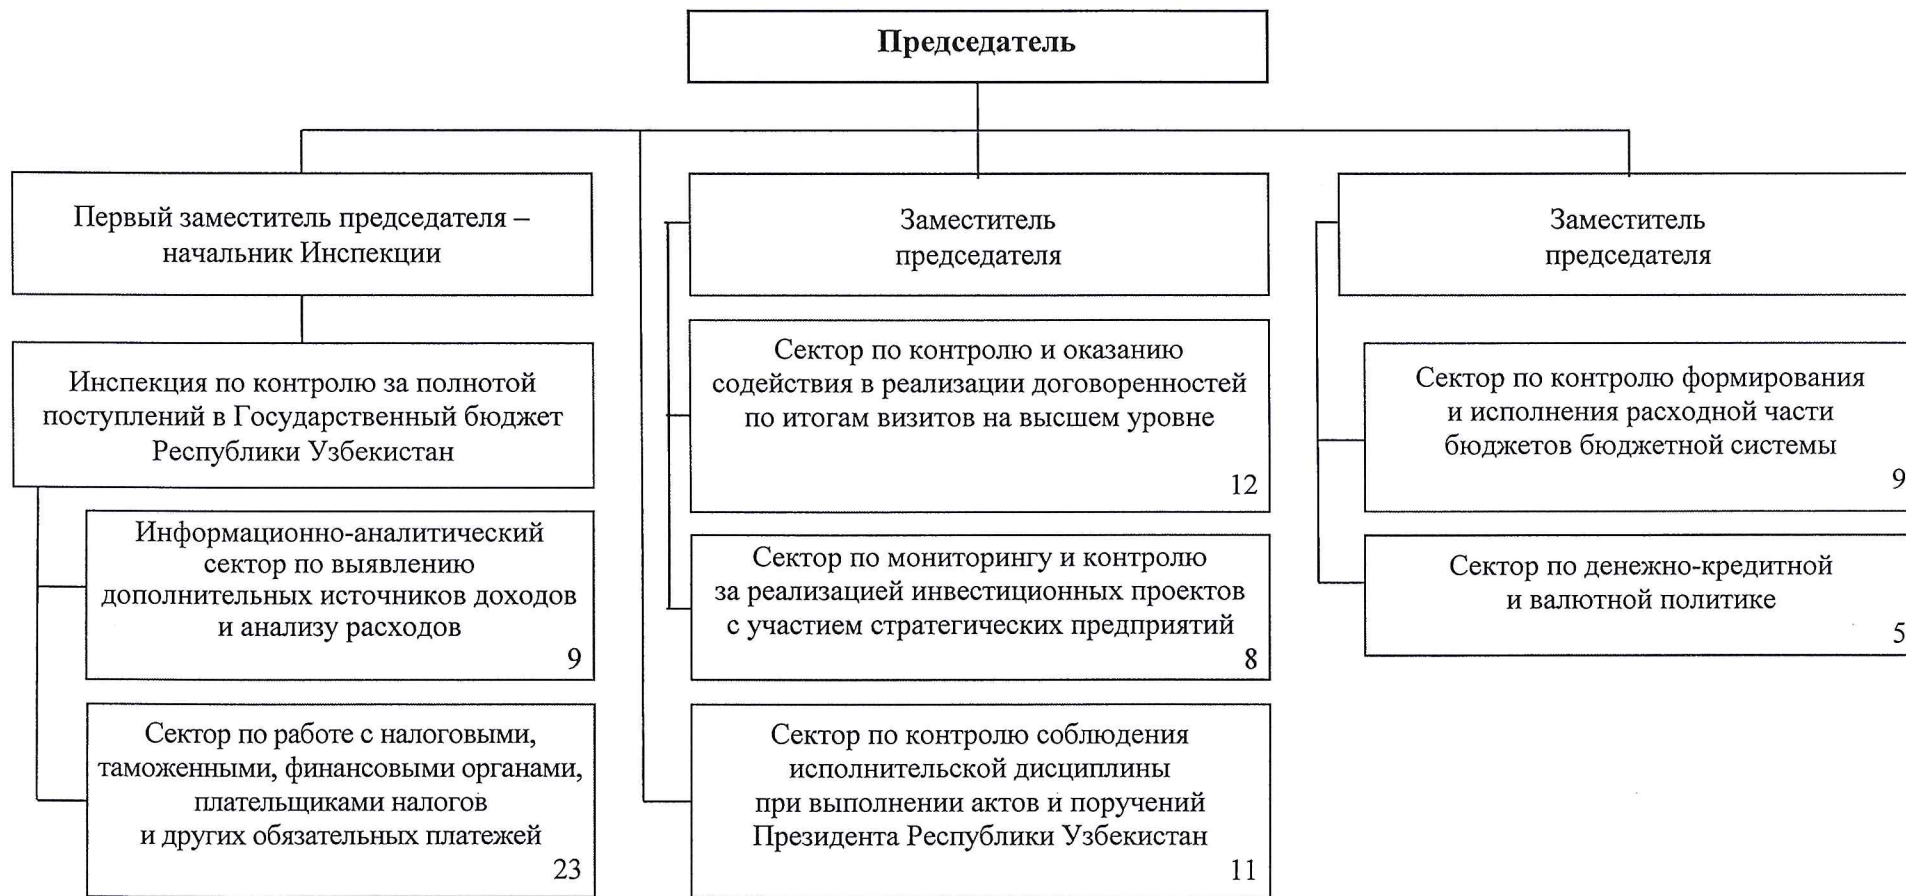 Председатель
Первый заместитель председателя –
начальник Инспекции
Инспекция по контролю за полнотой
поступлений в Государственный бюджет
Республики Узбекистан
Информационно-аналитический
сектор по выявлению
дополнительных источников доходов
и анализу расходов
9
Сектор по работе с налоговыми,
таможенными, финансовыми органами,
плательщиками налогов
и других обязательных платежей
23
Заместитель
председателя
Сектор по контролю и оказанию
содействия в реализации договоренностей
по итогам визитов на высшем уровне
12
Сектор по мониторингу и контролю
за реализацией инвестиционных проектов
с участием стратегических предприятий
8
Сектор по контролю соблюдения
исполнительской дисциплины
при выполнении актов и поручений
Президента Республики Узбекистан
11
Заместитель
председателя
Сектор по контролю формирования
и исполнения расходной части
бюджетов бюджетной системы
9
Сектор по денежно-кредитной
и валютной политике
5